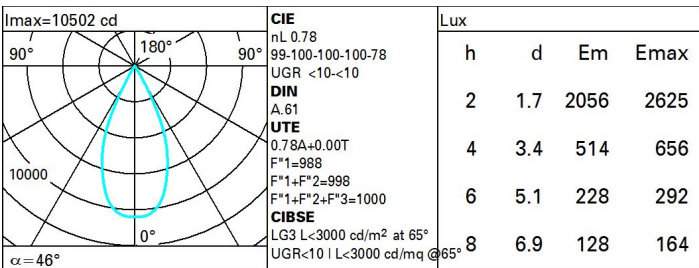 Imax=10502 cd
90°
180°
90°
10000
0°
α=46°
CIE
nL 0.78
99-100-100-100-78
UGR <10-<10
DIN
A.61
UTE
0.78A+0.00T
F"1=988
F"1+F"2=998
F"1+F"2+F"3=1000
CIBSE
LG3 L<3000 cd/m² at 65°
UGR<10 | L<3000 cd/mq @65°
Lux
h d Em Emax
2 1.7 2056 2625
4 3.4 514 656
6 5.1 228 292
8 6.9 128 164